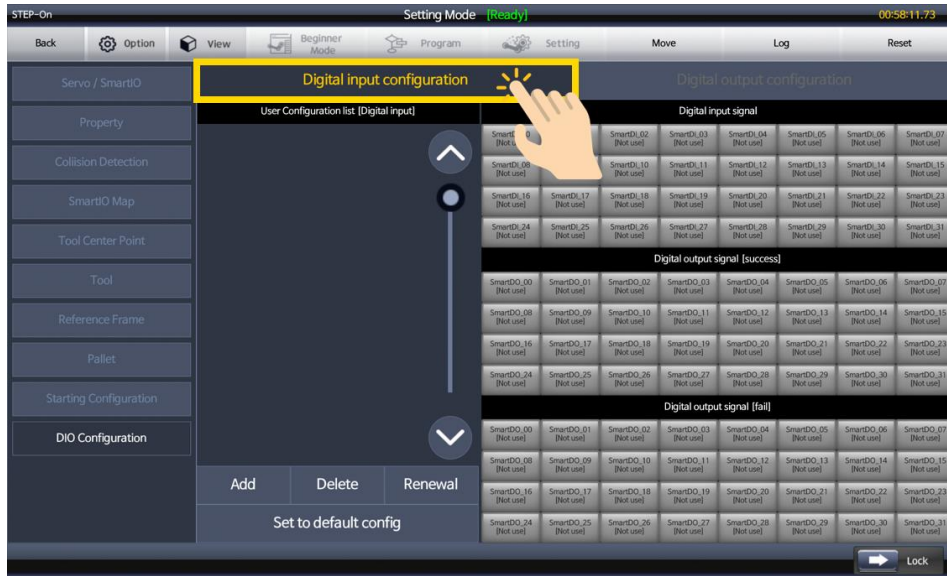 STEP-On Setting Mode [Ready] 00:58:11.73
Back Option View Beginner Mode Program Setting Move Log Reset
Servo / SmartIO
Property
Collision Detection
SmartIO Map
Tool Center Point
Tool
Reference Frame
Pallet
Starting Configuration
DIO Configuration
Digital input configuration Digital output configuration
User Configuration list [Digital input]
Add Delete Renewal
Set to default config
Digital input signal
SmartDI_02 SmartDI_03 SmartDI_04 SmartDI_05 SmartDI_06 SmartDI_07
[Not use] [Not use] [Not use] [Not use] [Not use] [Not use]
SmartDI_08 SmartDI_10 SmartDI_11 SmartDI_12 SmartDI_13 SmartDI_14 SmartDI_15
[Not use] [Not use] [Not use] [Not use] [Not use] [Not use] [Not use]
SmartDI_16 SmartDI_17 SmartDI_18 SmartDI_19 SmartDI_20 SmartDI_21 SmartDI_22 SmartDI_23
[Not use] [Not use] [Not use] [Not use] [Not use] [Not use] [Not use] [Not use]
SmartDI_24 SmartDI_25 SmartDI_26 SmartDI_27 SmartDI_28 SmartDI_29 SmartDI_30 SmartDI_31
[Not use] [Not use] [Not use] [Not use] [Not use] [Not use] [Not use] [Not use]
Digital output signal [success]
SmartDO_00 SmartDO_01 SmartDO_02 SmartDO_03 SmartDO_04 SmartDO_05 SmartDO_06 SmartDO_07
[Not use] [Not use] [Not use] [Not use] [Not use] [Not use] [Not use] [Not use]
SmartDO_08 SmartDO_09 SmartDO_10 SmartDO_11 SmartDO_12 SmartDO_13 SmartDO_14 SmartDO_15
[Not use] [Not use] [Not use] [Not use] [Not use] [Not use] [Not use] [Not use]
SmartDO_16 SmartDO_17 SmartDO_18 SmartDO_19 SmartDO_20 SmartDO_21 SmartDO_22 SmartDO_23
[Not use] [Not use] [Not use] [Not use] [Not use] [Not use] [Not use] [Not use]
SmartDO_24 SmartDO_25 SmartDO_26 SmartDO_27 SmartDO_28 SmartDO_29 SmartDO_30 SmartDO_31
[Not use] [Not use] [Not use] [Not use] [Not use] [Not use] [Not use] [Not use]
Digital output signal [fail]
SmartDO_00 SmartDO_01 SmartDO_02 SmartDO_03 SmartDO_04 SmartDO_05 SmartDO_06 SmartDO_07
[Not use] [Not use] [Not use] [Not use] [Not use] [Not use] [Not use] [Not use]
SmartDO_08 SmartDO_09 SmartDO_10 SmartDO_11 SmartDO_12 SmartDO_13 SmartDO_14 SmartDO_15
[Not use] [Not use] [Not use] [Not use] [Not use] [Not use] [Not use] [Not use]
SmartDO_16 SmartDO_17 SmartDO_18 SmartDO_19 SmartDO_20 SmartDO_21 SmartDO_22 SmartDO_23
[Not use] [Not use] [Not use] [Not use] [Not use] [Not use] [Not use] [Not use]
SmartDO_24 SmartDO_25 SmartDO_26 SmartDO_27 SmartDO_28 SmartDO_29 SmartDO_30 SmartDO_31
[Not use] [Not use] [Not use] [Not use] [Not use] [Not use] [Not use] [Not use]
Lock